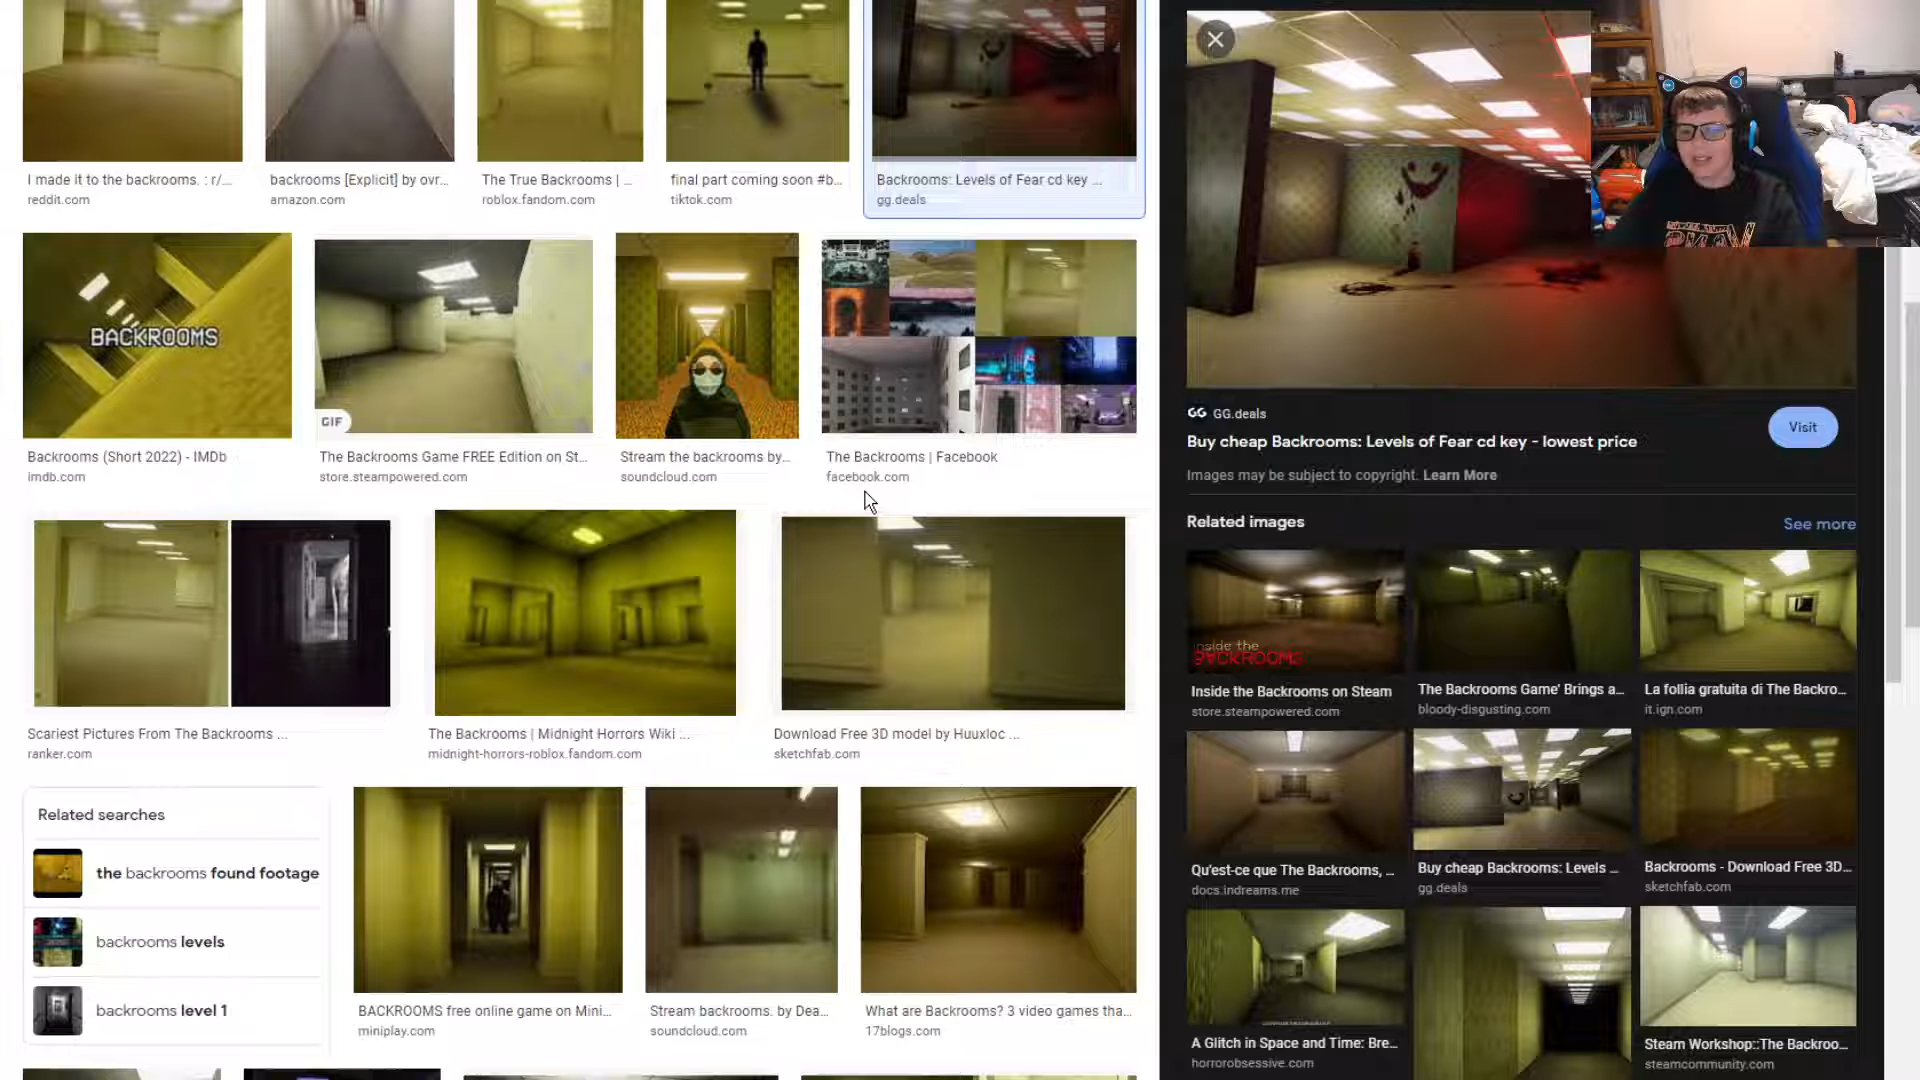 I made it to the backrooms. : r/...
reddit.com
backrooms [Explicit] by ovr...
amazon.com
The True Backrooms | ...
roblox.fandom.com
final part coming soon #b...
tiktok.com
Backrooms: Levels of Fear cd key ...
gg.deals
BACKROOMS
Backrooms (Short 2022) - IMDb
imdb.com
GIF
The Backrooms Game FREE Edition on St...
store.steampowered.com
Stream the backrooms by...
soundcloud.com
The Backrooms | Facebook
facebook.com
Scariest Pictures From The Backrooms ...
ranker.com
The Backrooms | Midnight Horrors Wiki ...
midnight-horrors-roblox.fandom.com
Download Free 3D model by Huuxloc ...
sketchfab.com
Related searches
the backrooms found footage
backrooms levels
backrooms level 1
BACKROOMS free online game on Mini...
miniplay.com
Stream backrooms. by Dea...
soundcloud.com
What are Backrooms? 3 video games tha...
17blogs.com
GG GG.deals
Buy cheap Backrooms: Levels of Fear cd key - lowest price
Visit
Images may be subject to copyright. Learn More
Related images
See more
Inside the
BACKROOMS
Inside the Backrooms on Steam
store.steampowered.com
The Backrooms Game' Brings a...
bloody-disgusting.com
La follia gratuita di The Backro...
it.ign.com
Qu'est-ce que The Backrooms, ...
docs.indreams.me
Buy cheap Backrooms: Levels ...
gg.deals
Backrooms - Download Free 3D...
sketchfab.com
A Glitch in Space and Time: Bre...
horrorobsessive.com
Steam Workshop::The Backroo...
steamcommunity.com